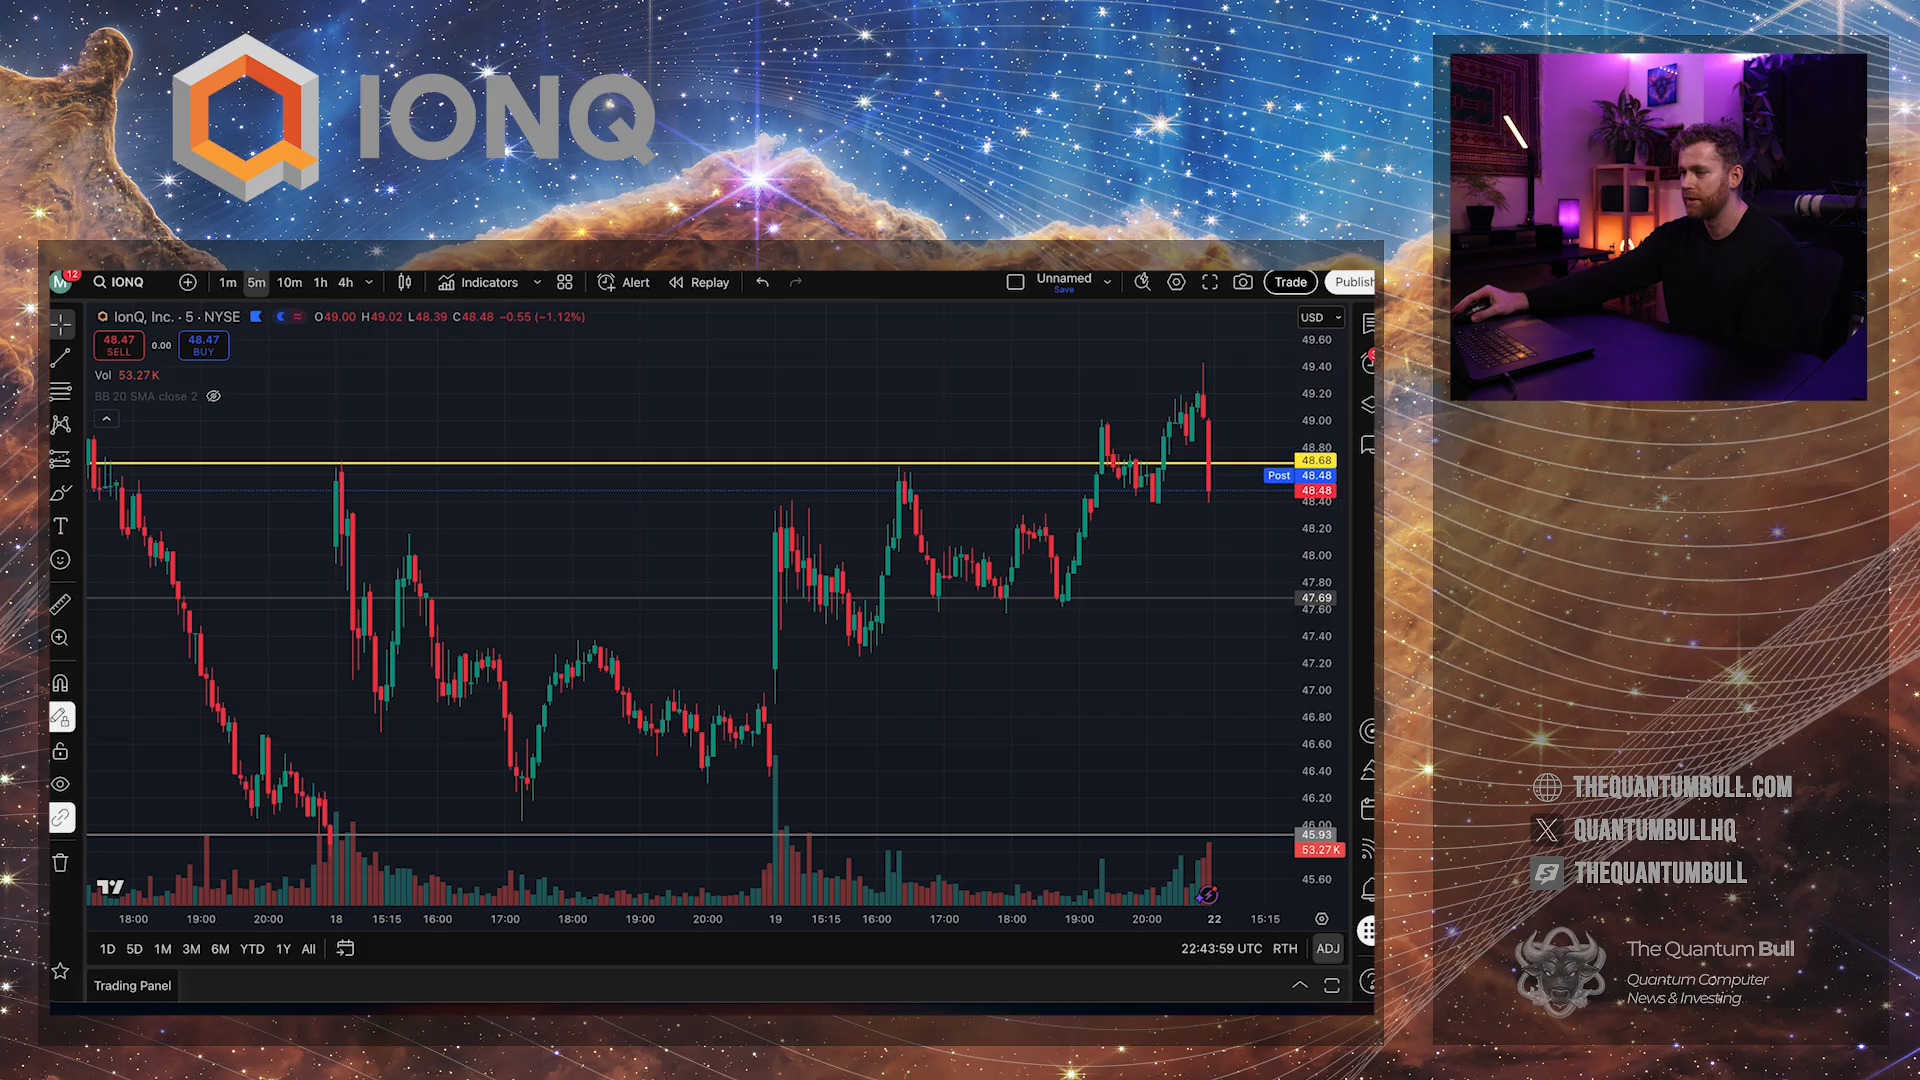 IONQ
M
12
IONQ
1m 5m 10m 1h 4h
Indicators
Alert
Replay
Unnamed
Save
Trade
Publish
IonQ, Inc. · 5 · NYSE
O49.00 H49.02 L48.39 C48.48 −0.55 (−1.12%)
USD
48.47
SELL
0.00
48.47
BUY
Vol 53.27K
BB 20 SMA close 2
49.60
49.40
49.20
49.00
48.80
48.68
Post 48.48
48.48
48.40
48.20
48.00
47.80
47.69
47.60
47.40
47.20
47.00
46.80
46.60
46.40
46.20
46.00
45.93
53.27K
45.60
18:00 19:00 20:00 18 15:15 16:00 17:00 18:00 19:00 20:00 19 15:15 16:00 17:00 18:00 19:00 20:00 22 15:15
1D 5D 1M 3M 6M YTD 1Y All
22:43:59 UTC RTH ADJ
Trading Panel
THEQUANTUMBULL.COM
QUANTUMBULLHQ
THEQUANTUMBULL
The Quantum Bull
Quantum Computer
News & Investing